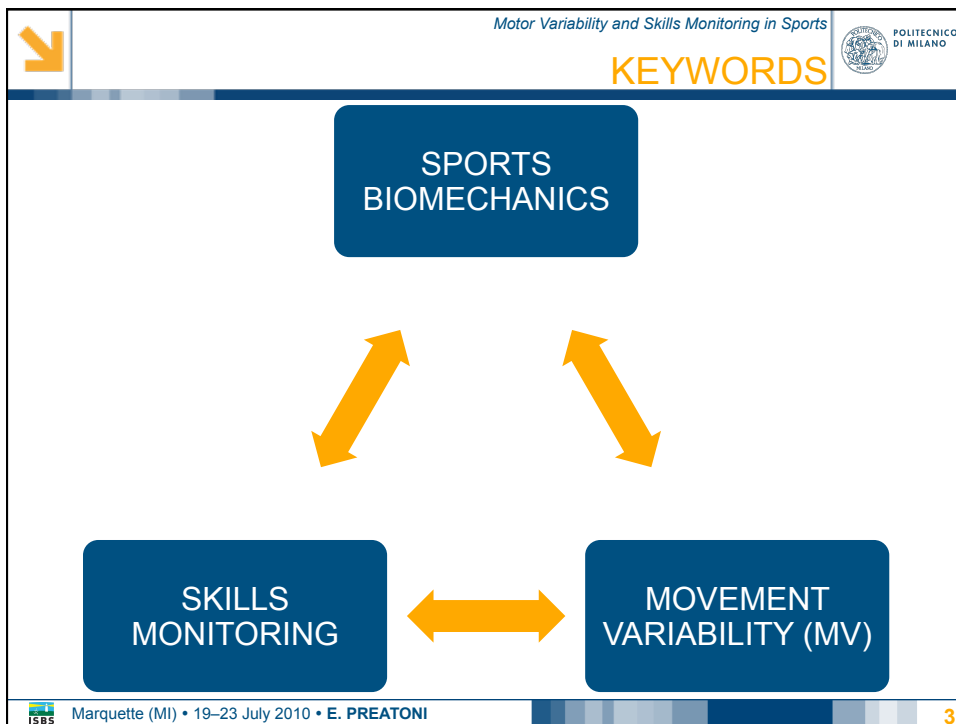 Motor Variability and Skills Monitoring in Sports
POLITECNICO
DI MILANO
KEYWORDS
SPORTS
BIOMECHANICS
SKILLS
MONITORING
MOVEMENT
VARIABILITY (MV)
ISBS
Marquette (MI) • 19–23 July 2010 • E. PREATONI
3